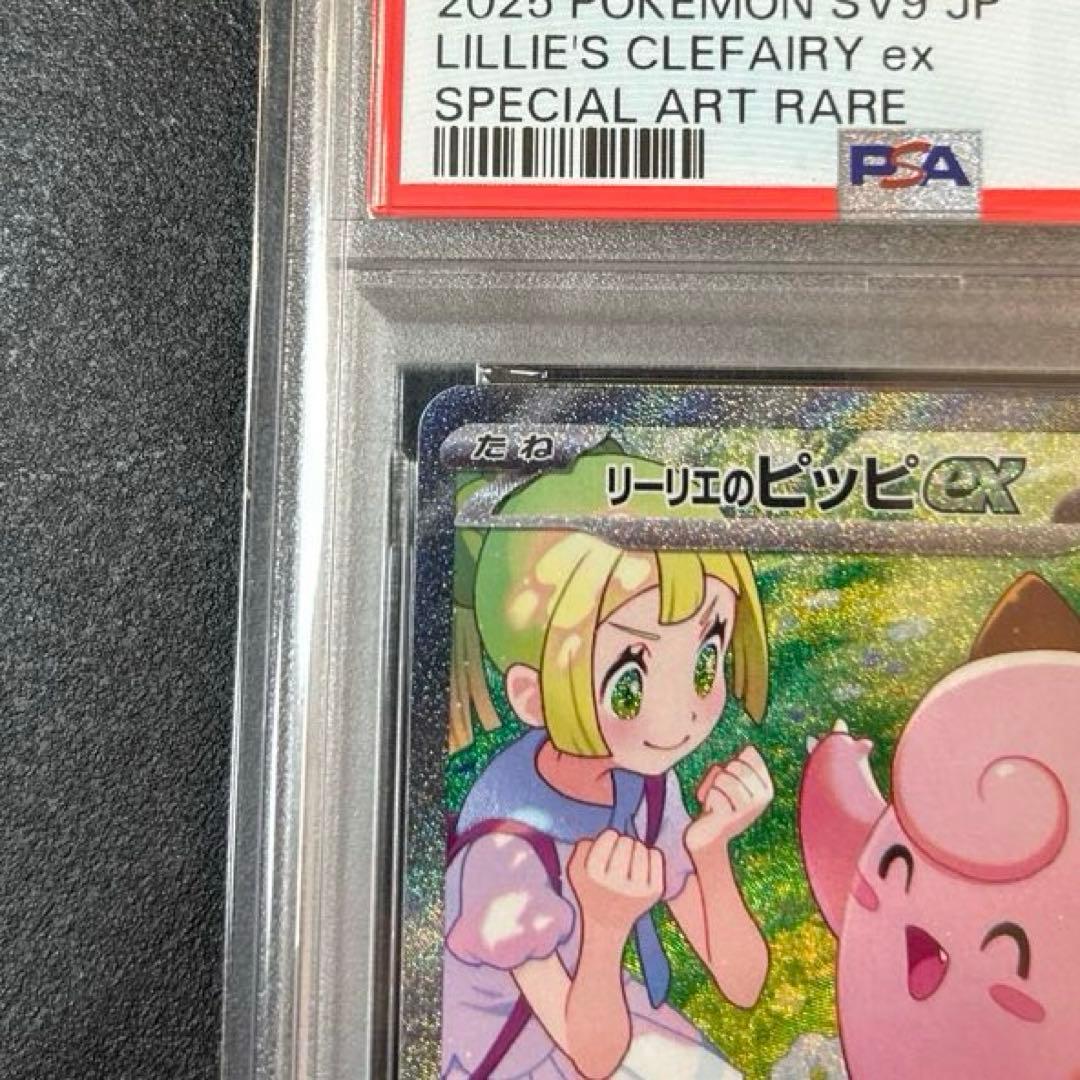 2025 POKEMON SV9 JP
LILLIE'S CLEFAIRY ex
SPECIAL ART RARE
PSA
たね
リーリエのピッピex